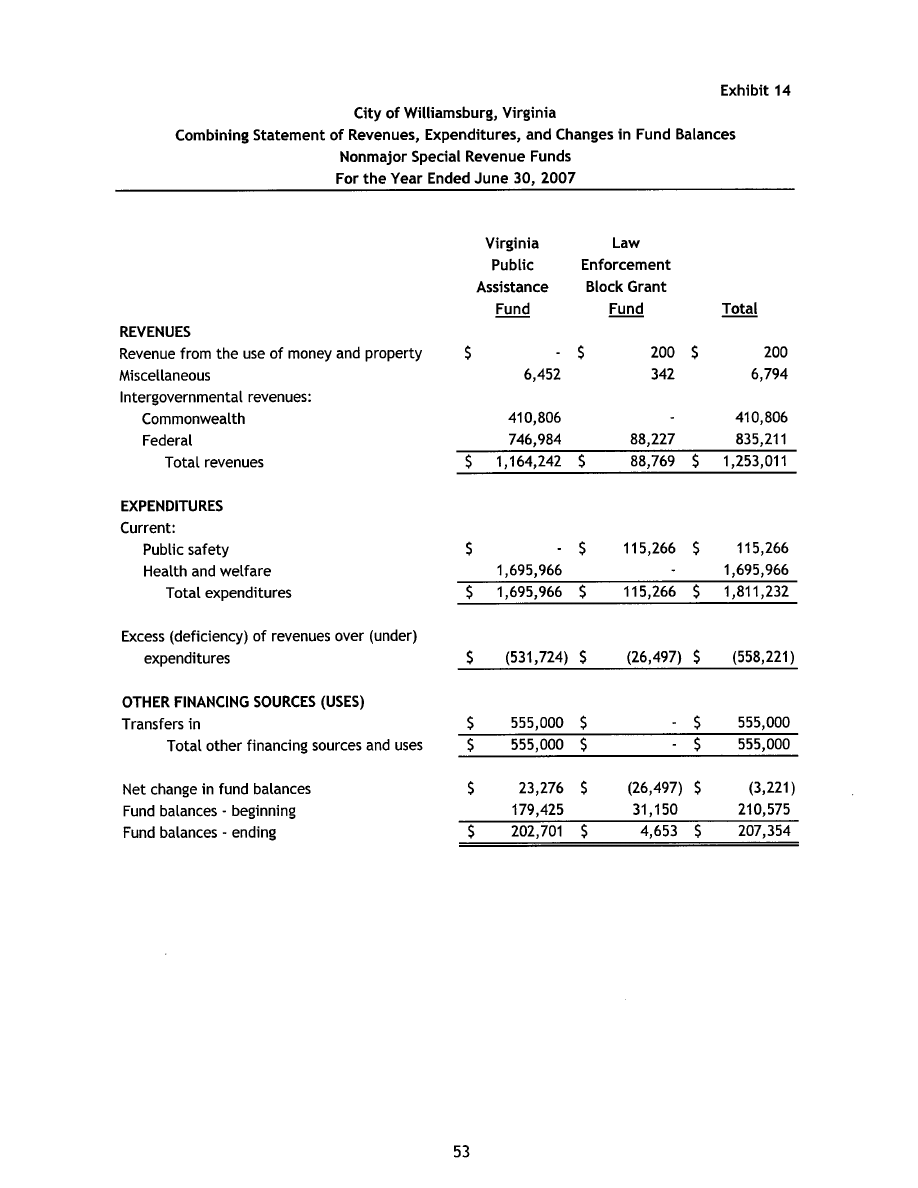 Exhibit 14
City of Williamsburg, Virginia
Combining Statement of Revenues, Expenditures, and Changes in Fund Balances
Nonmajor Special Revenue Funds
For the Year Ended June 30, 2007
Virginia Law
Public Enforcement
Assistance Block Grant
Fund Fund Total
REVENUES
Revenue from the use of money and property $ - $ 200 $ 200
Miscellaneous 6,452 342 6,794
Intergovernmental revenues:
Commonwealth 410,806 - 410,806
Federal 746,984 88,227 835,211
Total revenues $ 1,164,242 $ 88,769 $ 1,253,011
EXPENDITURES
Current:
Public safety $ - $ 115,266 $ 115,266
Health and welfare 1,695,966 - 1,695,966
Total expenditures $ 1,695,966 $ 115,266 $ 1,811,232
Excess (deficiency) of revenues over (under)
expenditures $ (531,724) $ (26,497) $ (558,221)
OTHER FINANCING SOURCES (USES)
Transfers in $ 555,000 $ - $ 555,000
Total other financing sources and uses $ 555,000 $ - $ 555,000
Net change in fund balances $ 23,276 $ (26,497) $ (3,221)
Fund balances - beginning 179,425 31,150 210,575
Fund balances - ending $ 202,701 $ 4,653 $ 207,354
53